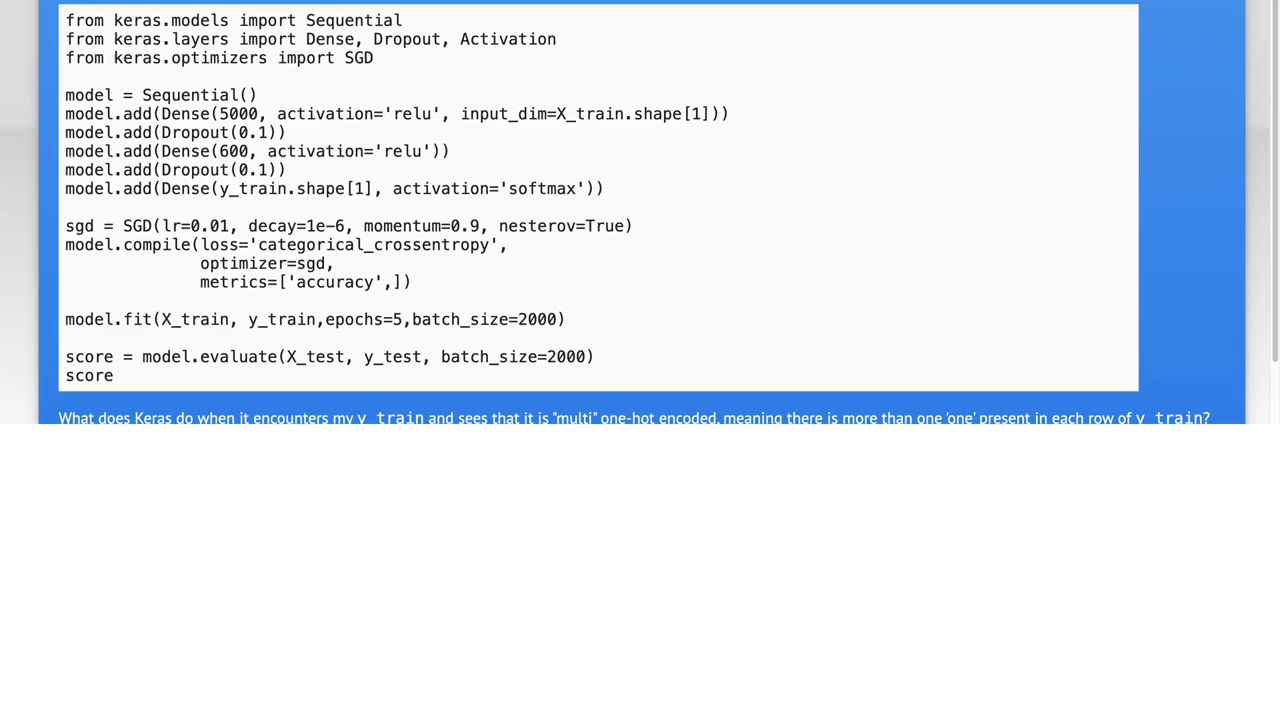 from keras.models import Sequential
from keras.layers import Dense, Dropout, Activation
from keras.optimizers import SGD
model = Sequential()
model.add(Dense(5000, activation='relu', input_dim=X_train.shape[1]))
model.add(Dropout(0.1))
model.add(Dense(600, activation='relu'))
model.add(Dropout(0.1))
model.add(Dense(y_train.shape[1], activation='softmax'))
sgd = SGD(lr=0.01, decay=1e-6, momentum=0.9, nesterov=True)
model.compile(loss='categorical_crossentropy',
optimizer=sgd,
metrics=['accuracy',])
model.fit(X_train, y_train,epochs=5,batch_size=2000)
score = model.evaluate(X_test, y_test, batch_size=2000)
score
What does Keras do when it encounters my y_train and sees that it is "multi" one-hot encoded, meaning there is more than one 'one' present in each row of y_train?